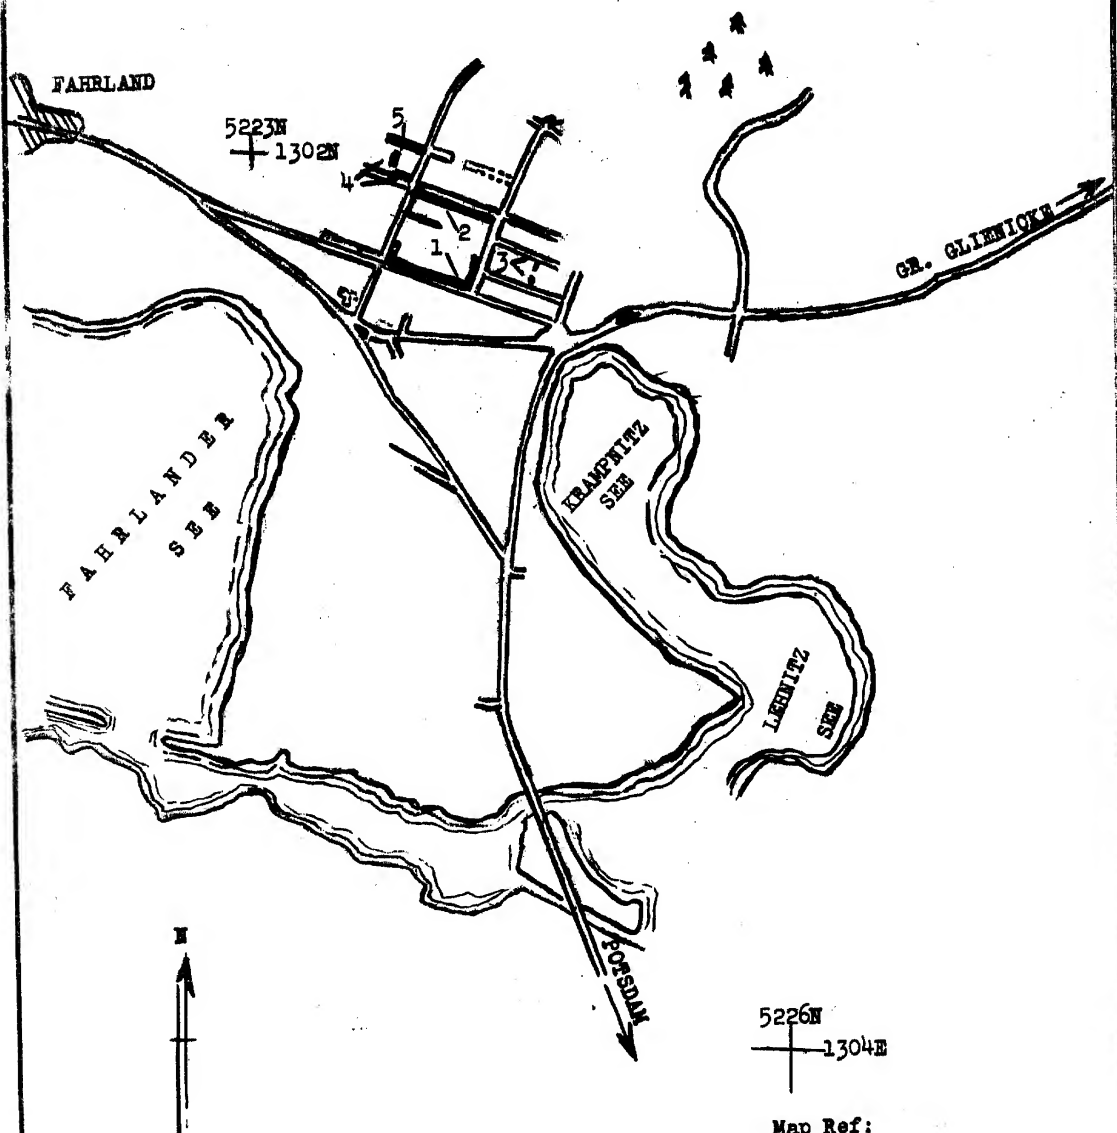 FAHRLAND
5223N
1302N
5
4
2
1
3
GR. GLIENICKE
FAHRLANDER
SEE
KRAMPNITZ
SEE
LEHNITZ
SEE
N
POTSDAM
5226N
1304E
Map Ref: